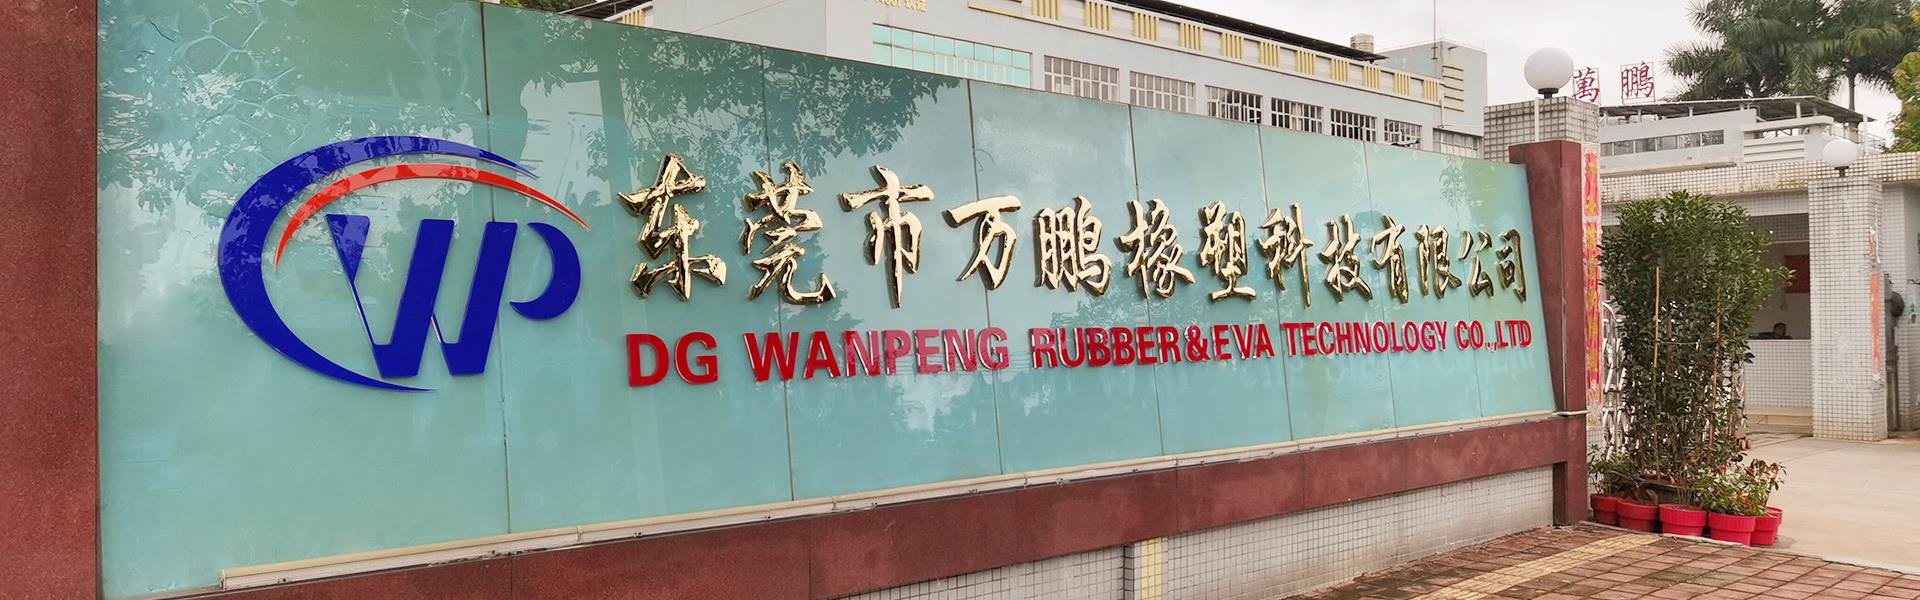 萬鵬
WP
东莞市万鹏橡塑科技有限公司
DG WANPENG RUBBER&EVA TECHNOLOGY CO.,LTD